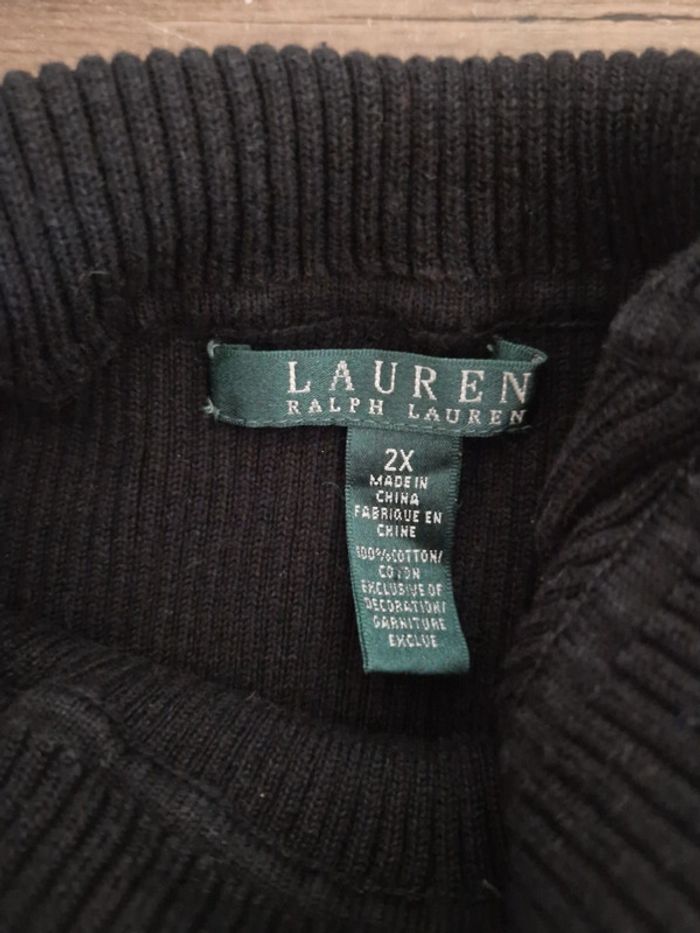 LAUREN
RALPH LAUREN
2X
MADE IN
CHINA
FABRIQUE EN
CHINE
100%COTTON/
COTON
EXCLUSIVE OF
DECORATION/
GARNITURE
EXCLUE